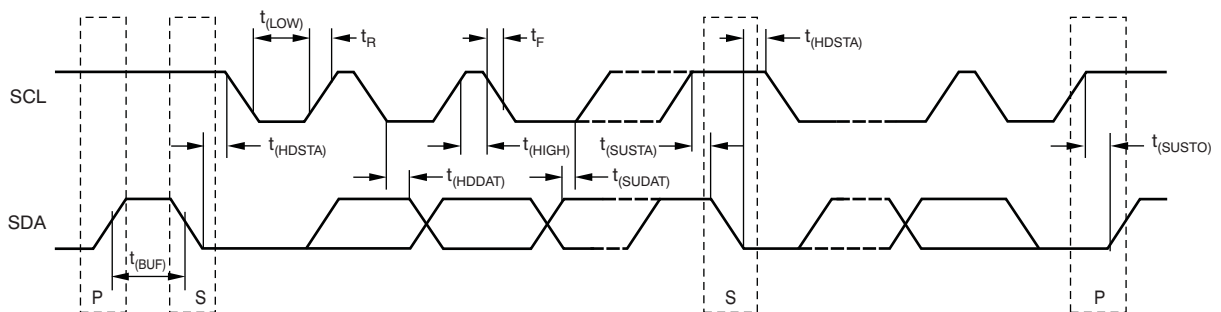 t(LOW)
tR
tF
t(HDSTA)
SCL
t(HDSTA)
t(HIGH)
t(SUSTA)
t(SUSTO)
t(HDDAT)
t(SUDAT)
SDA
t(BUF)
P
S
S
P